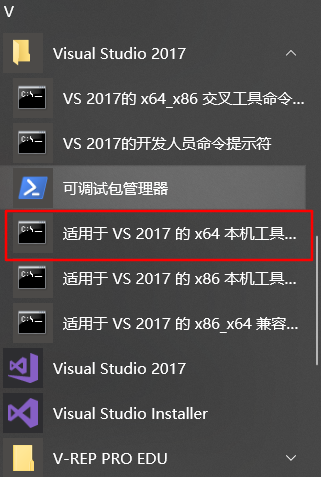 V
Visual Studio 2017
VS 2017的 x64_x86 交叉工具命令...
VS 2017的开发人员命令提示符
可调试包管理器
适用于 VS 2017 的 x64 本机工具...
适用于 VS 2017 的 x86 本机工具...
适用于 VS 2017 的 x86_x64 兼容...
Visual Studio 2017
Visual Studio Installer
V-REP PRO EDU